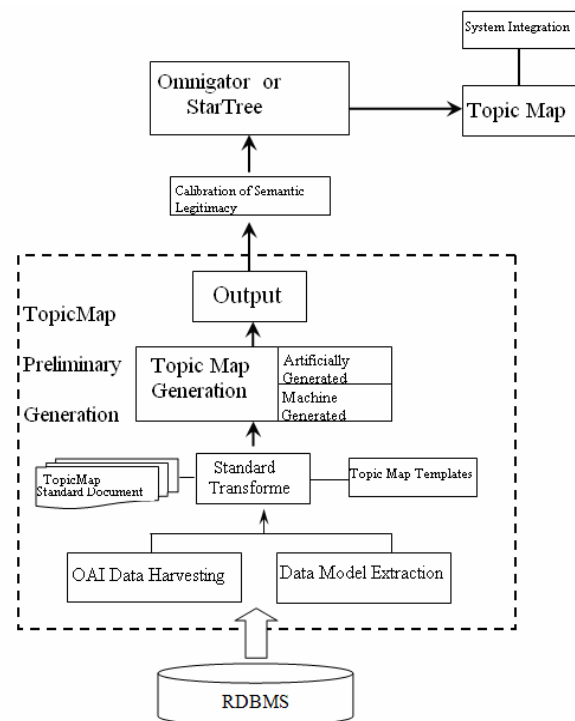 System Integration
Omnigator or
StarTree
Topic Map
Calibration of Semantic
Legitimacy
Output
TopicMap
Preliminary
Generation
Topic Map
Generation
Artificially
Generated
Machine
Generated
TopicMap
Standard Document
Standard
Transforme
Topic Map Templates
OAI Data Harvesting
Data Model Extraction
RDBMS